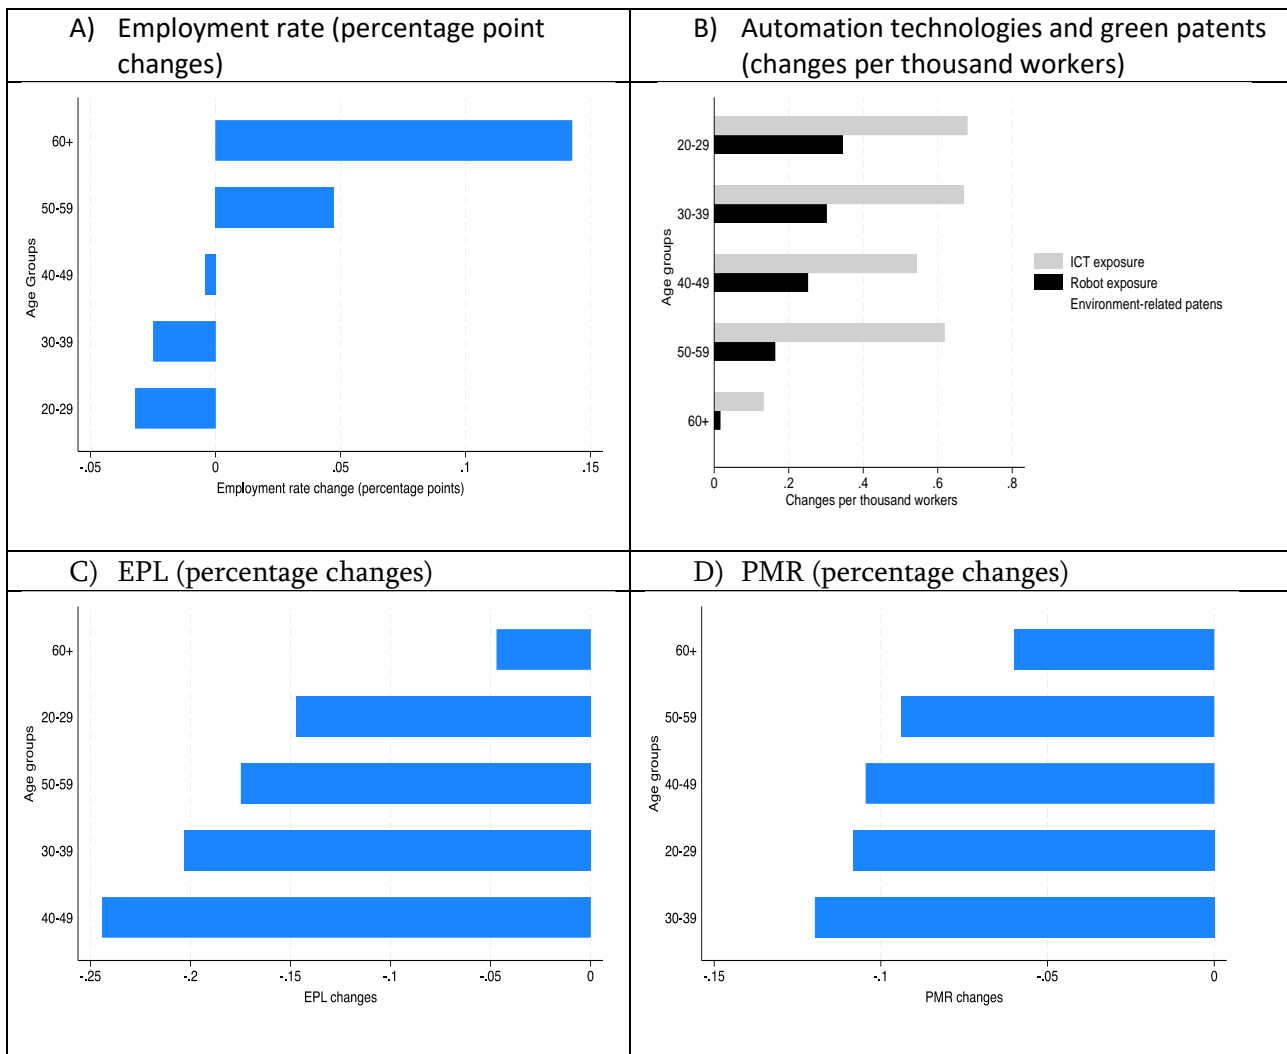 A) Employment rate (percentage point
changes)
B) Automation technologies and green patents
(changes per thousand workers)
Age Groups
60+
50-59
40-49
30-39
20-29
-.05 0 .05 .1 .15
Employment rate change (percentage points)
Age groups
20-29
30-39
40-49
50-59
60+
0 .2 .4 .6 .8
Changes per thousand workers
ICT exposure
Robot exposure
Environment-related patens
C) EPL (percentage changes)
D) PMR (percentage changes)
Age groups
60+
20-29
50-59
30-39
40-49
-.25 -.2 -.15 -.1 -.05 0
EPL changes
Age groups
60+
50-59
40-49
20-29
30-39
-.15 -.1 -.05 0
PMR changes